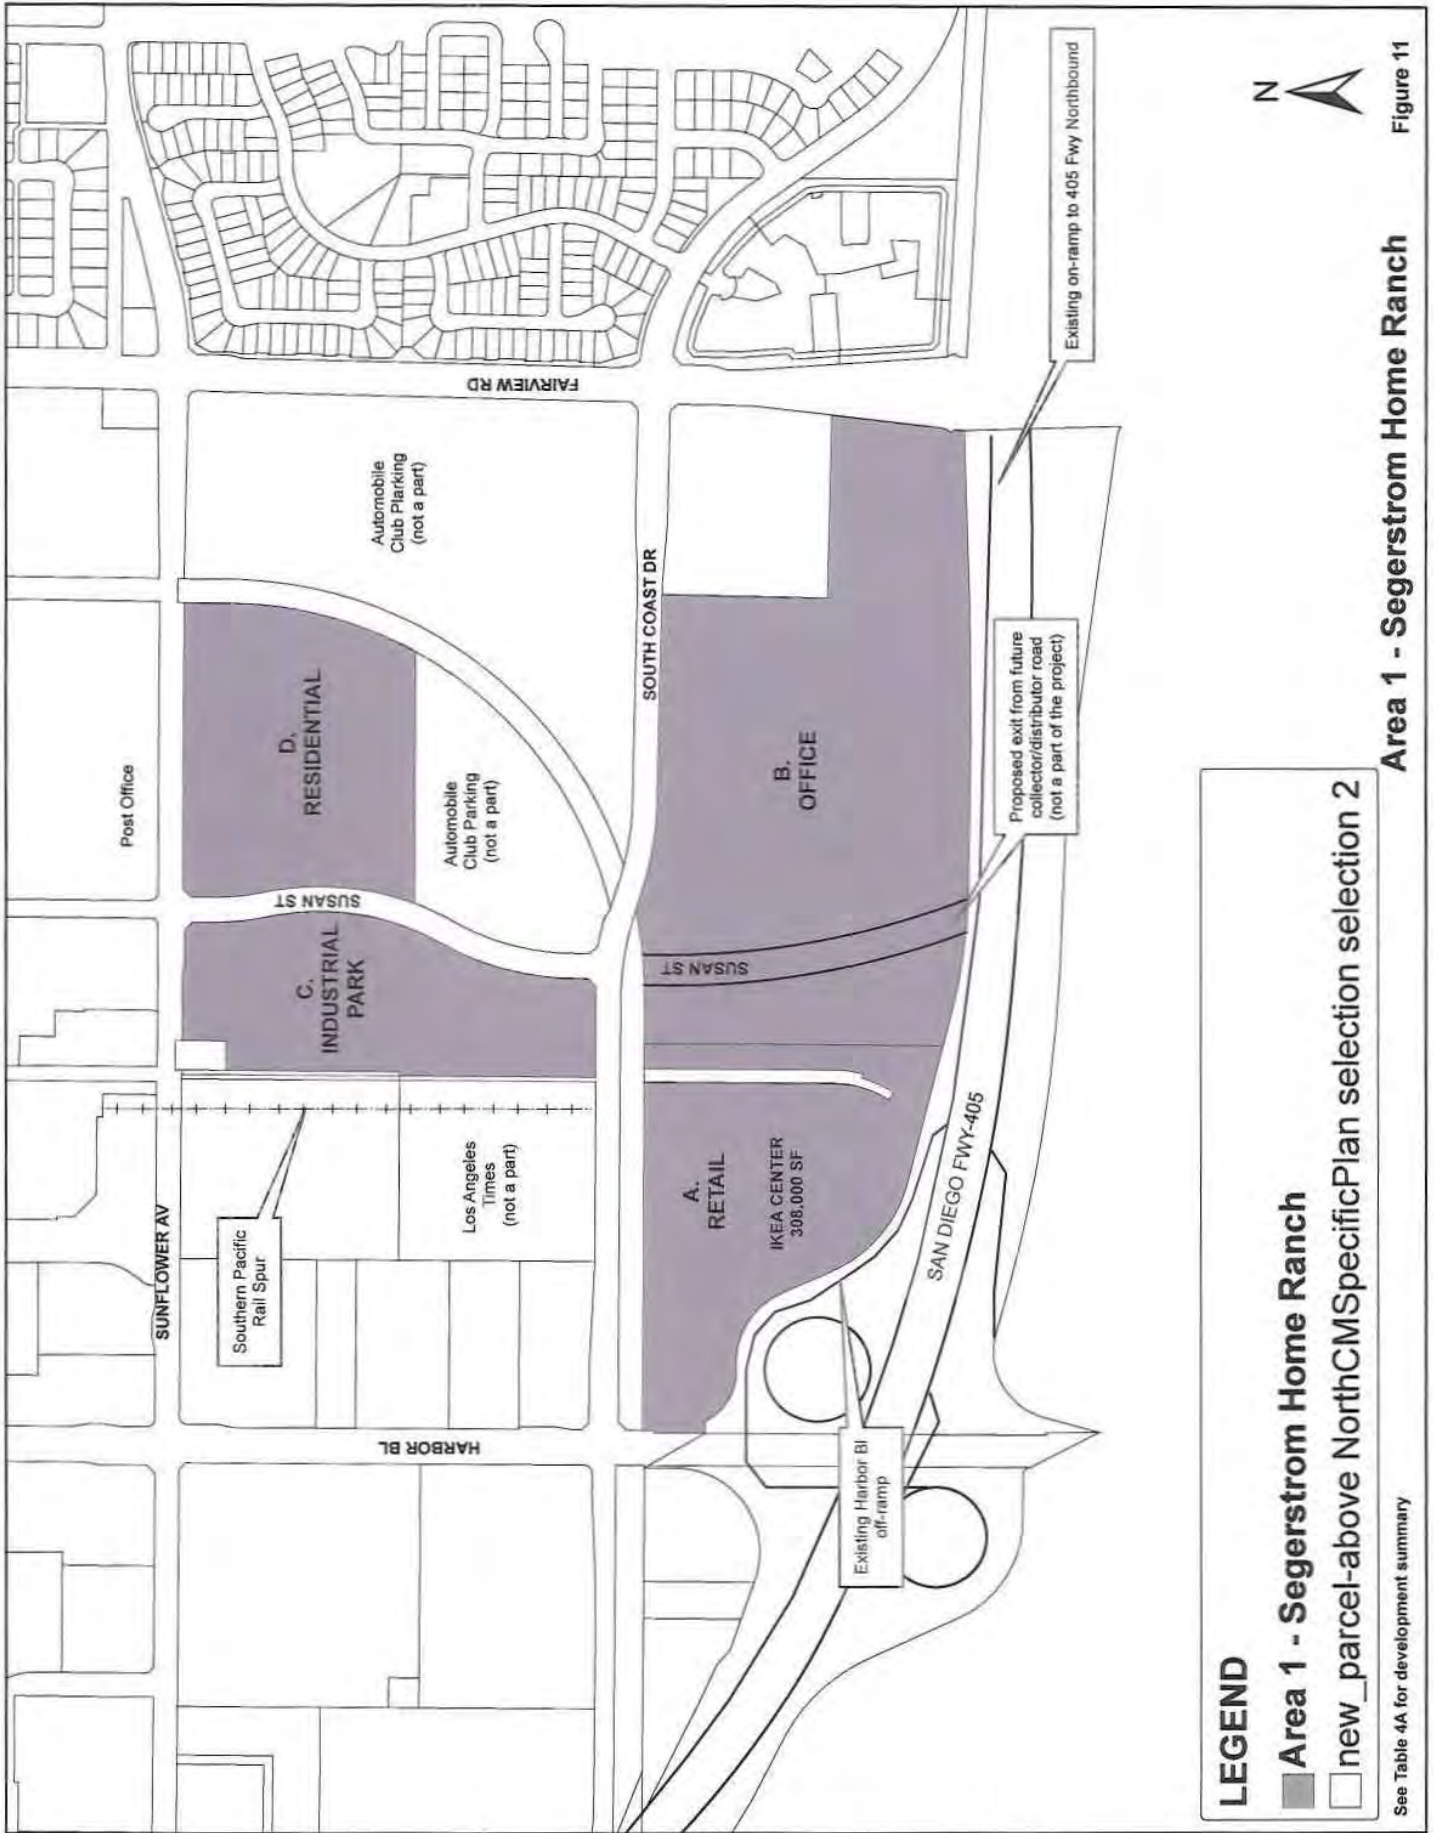 Post Office
SUNFLOWER AV
Southern Pacific
Rail Spur
C.
INDUSTRIAL
PARK
SUSAN ST
D.
RESIDENTIAL
Automobile
Club Plarking
(not a part)
FAIRVIEW RD
HARBOR BL
Los Angeles
Times
(not a part)
Automobile
Club Parking
(not a part)
SOUTH COAST DR
A.
RETAIL
IKEA CENTER
308,000 SF
SUSAN ST
B.
OFFICE
Existing Harbor Bl
off-ramp
SAN DIEGO FWY-405
Proposed exit from future
collector/distributor road
(not a part of the project)
Existing on-ramp to 405 Fwy Northbound
N
LEGEND
Area 1 - Segerstrom Home Ranch
new_parcel-above NorthCMSpecificPlan selection selection 2
Area 1 - Segerstrom Home Ranch
See Table 4A for development summary
Figure 11